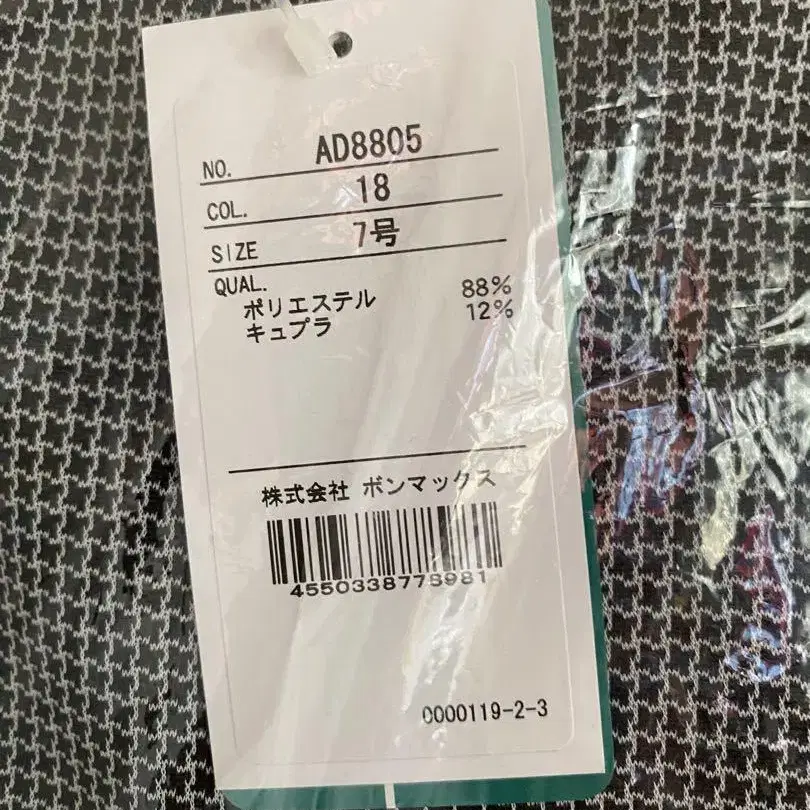 NO. AD8805
COL. 18
SIZE 7号
QUAL.
ポリエステル 88%
キュプラ 12%
株式会社 ボンマックス
4550338778981
0000119-2-3